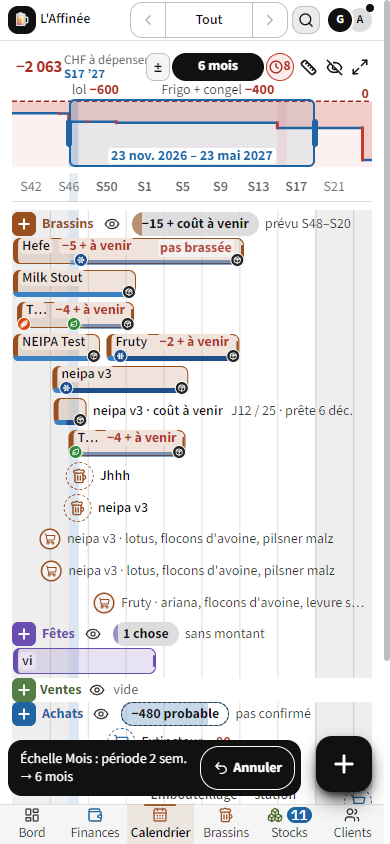 L'Affinée
Tout
G
A
−2 063
CHF à dépenser
S17 '27
±
6 mois
8
lol −600
Frigo + congel −400
0
23 nov. 2026 – 23 mai 2027
S42 S46 S50 S1 S5 S9 S13 S17 S21
Brassins
−15 + coût à venir
prévu S48–S20
Hefe −5 + à venir
pas brassée
Milk Stout
T… −4 + à venir
NEIPA Test
Fruty −2 + à venir
neipa v3
neipa v3 · coût à venir J12 / 25 · prête 6 déc.
T… −4 + à venir
Jhhh
neipa v3
neipa v3 · lotus, flocons d'avoine, pilsner malz
neipa v3 · lotus, flocons d'avoine, pilsner malz
Fruty · ariana, flocons d'avoine, levure s…
Fêtes
1 chose
sans montant
vi
Ventes
vide
Achats
−480 probable
pas confirmé
Échelle Mois : période 2 sem.
→ 6 mois
Annuler
Bord
Finances
Calendrier
Brassins
Stocks
11
Clients